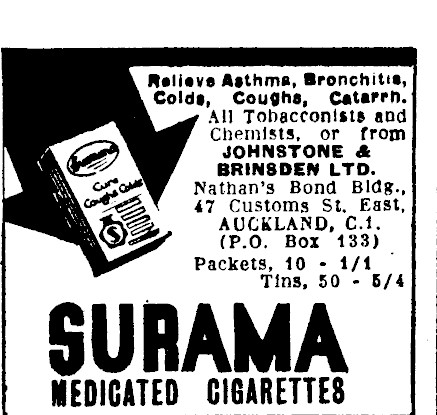 Relieve Asthma, Bronchitis,
Colds, Coughs, Catarrh.
All Tobacconists and
Chemists, or from
JOHNSTONE &
BRINSDEN LTD.
Nathan's Bond Bldg.,
47 Customs St. East,
AUCKLAND, C.1.
(P.O. Box 133)
Packets, 10 - 1/1
Tins, 50 - 5/4
Surama
Cure
Coughs Colds
SURAMA
MEDICATED CIGARETTES